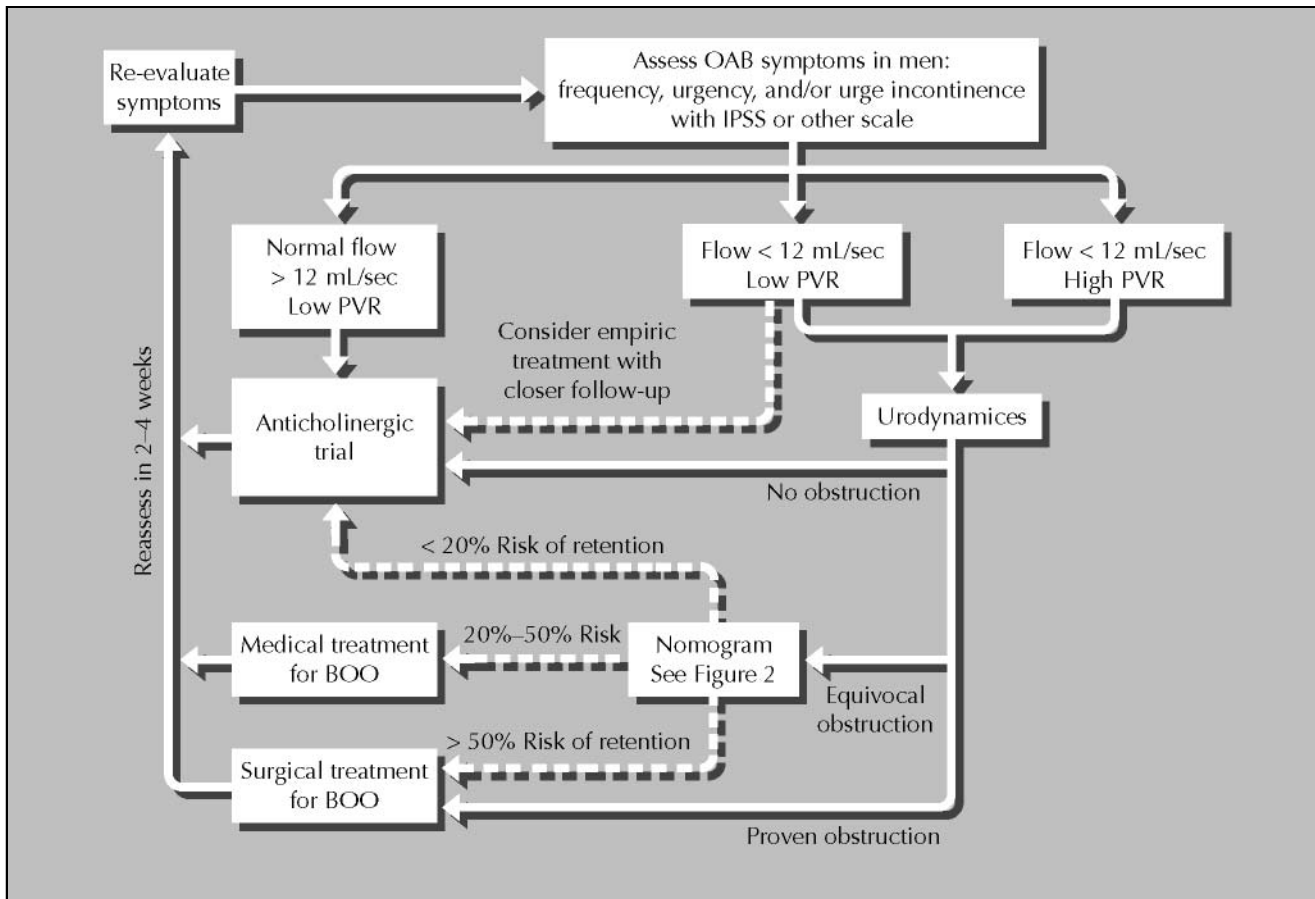 Re-evaluate
symptoms
Assess OAB symptoms in men:
frequency, urgency, and/or urge incontinence
with IPSS or other scale
Normal flow
> 12 mL/sec
Low PVR
Flow < 12 mL/sec
Low PVR
Flow < 12 mL/sec
High PVR
Consider empiric
treatment with
closer follow-up
Urodynamices
Anticholinergic
trial
No obstruction
Reassess in 2–4 weeks
< 20% Risk of retention
Medical treatment
for BOO
20%–50% Risk
Nomogram
See Figure 2
Equivocal
obstruction
> 50% Risk of retention
Surgical treatment
for BOO
Proven obstruction